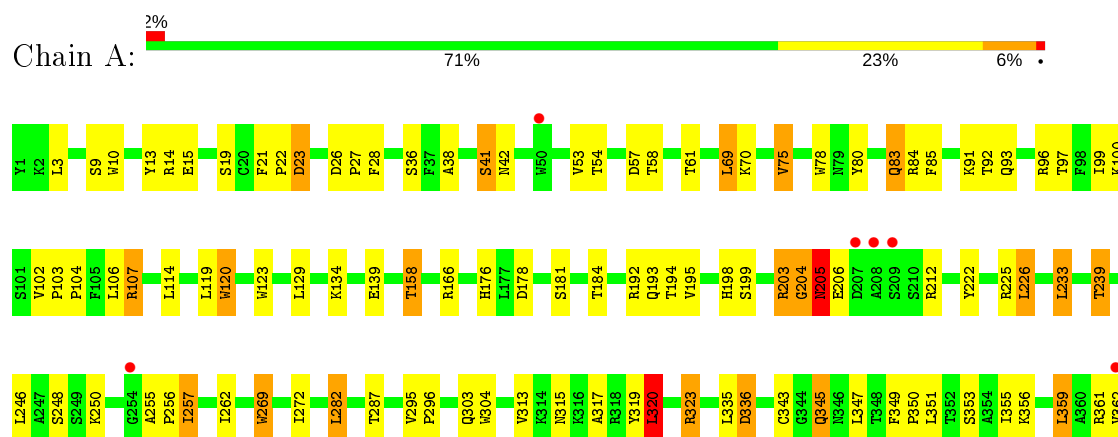 2%
Chain A:
71% 23% 6% •
Y1 K2 L3 S9 W10 Y13 R14 E15 S19 C20 F21 P22 D23 D26 P27 F28 S36 F37 A38 S41 N42 W50 V53 T54 D57 T58 T61 L69 K70 V75 W78 N79 Y80 Q83 R84 F85 K91 T92 Q93 R96 T97 F98 I99 K100
S101 V102 P103 P104 F105 L106 R107 L114 L119 W120 W123 L129 K134 E139 T158 R166 H176 L177 D178 S181 T184 R192 Q193 T194 V195 H198 S199 R203 G204 N205 E206 D207 A208 S209 S210 R212 Y222 R225 L226 L233 T239
L246 A247 S248 S249 K250 G254 A255 P256 I257 I262 W269 I272 L282 T287 V295 P296 Q303 W304 V313 K314 N315 K316 A317 R318 Y319 L320 R323 L335 D336 C343 G344 Q345 N346 L347 T348 F349 P350 L351 T352 S353 A354 I355 K356 L359 A360 R361